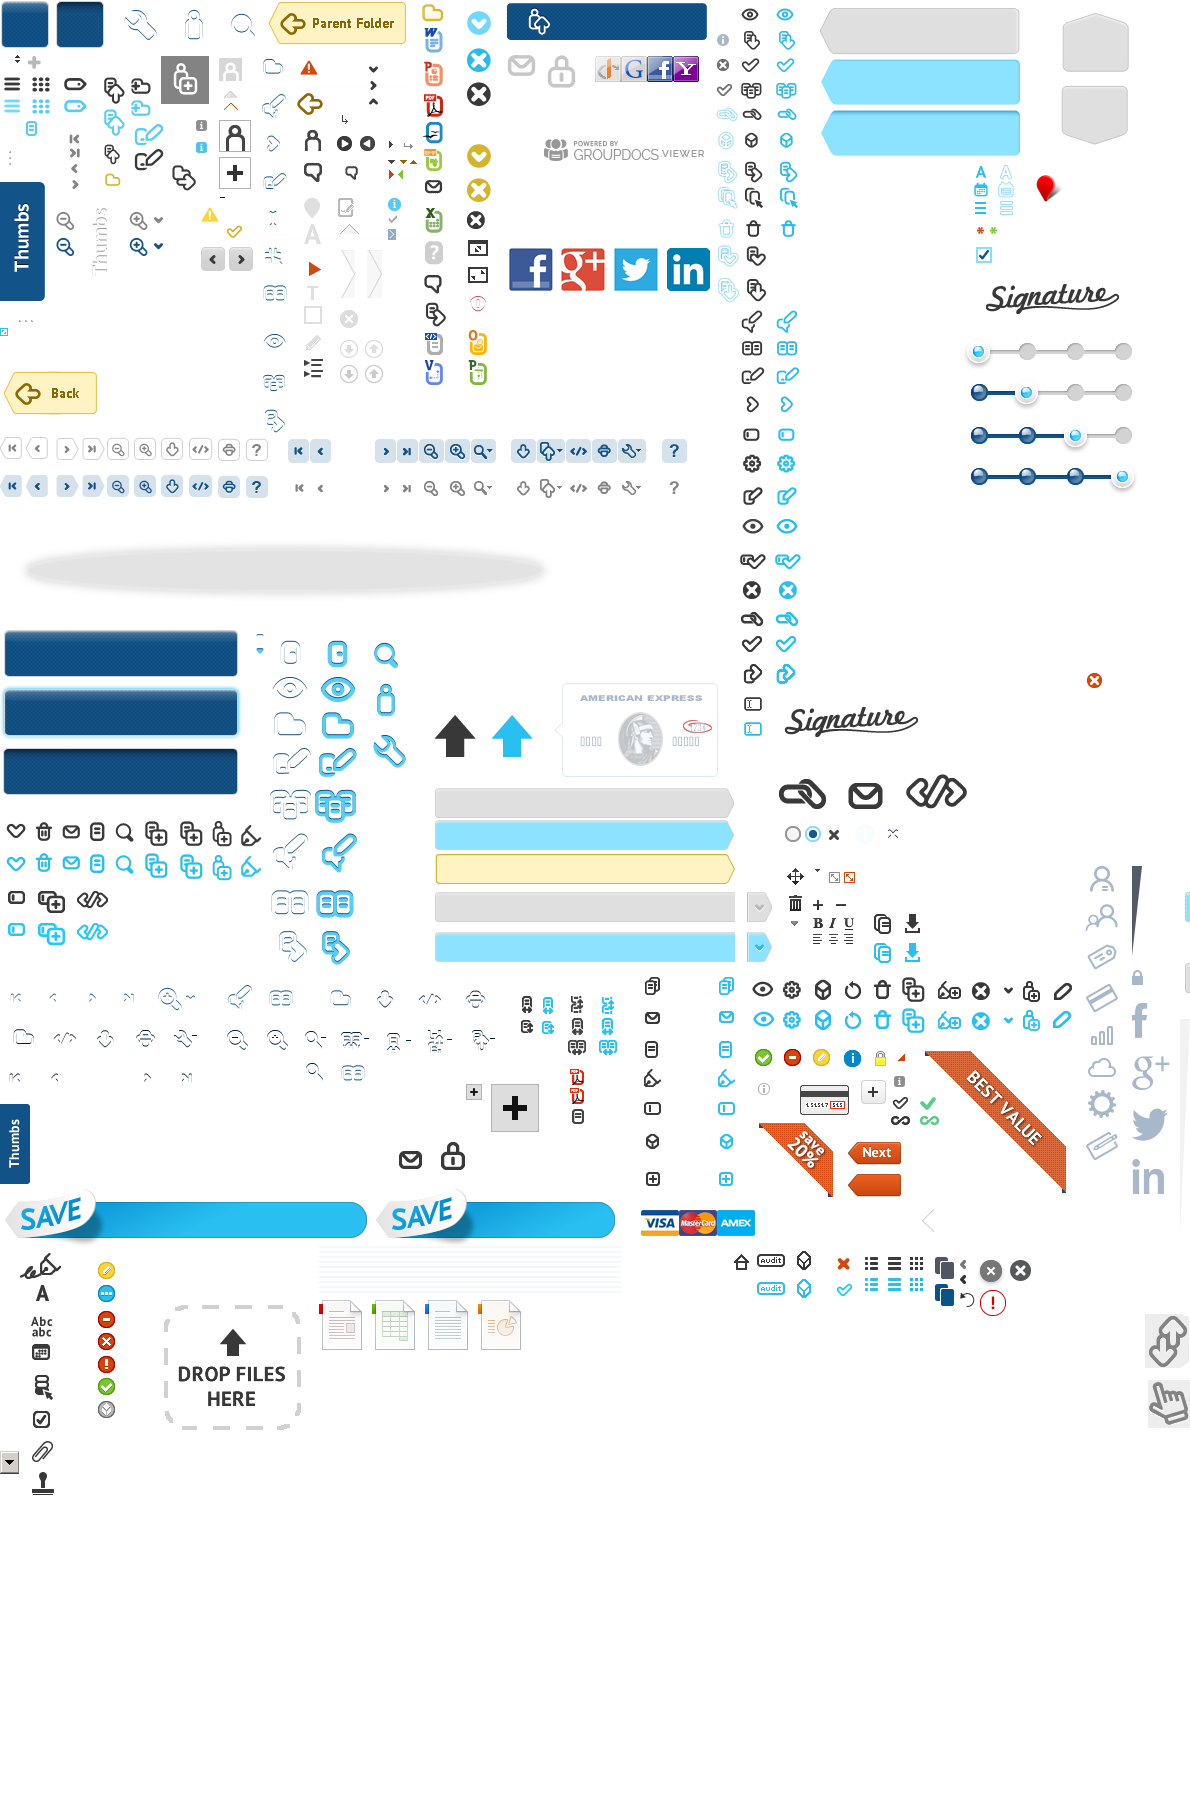 Parent Folder
POWERED BY
GROUPDOCS.VIEWER
Thumbs
Thumbs
Signature
Back
AMERICAN EXPRESS
Signature
B I U
BEST VALUE
save
20%
Next
Thumbs
SAVE
SAVE
VISA MasterCard AMEX
Audit
Audit
A
Abc
abc
DROP FILES
HERE